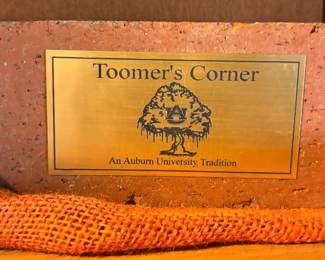 Toomer's Corner
AU
An Auburn University Tradition